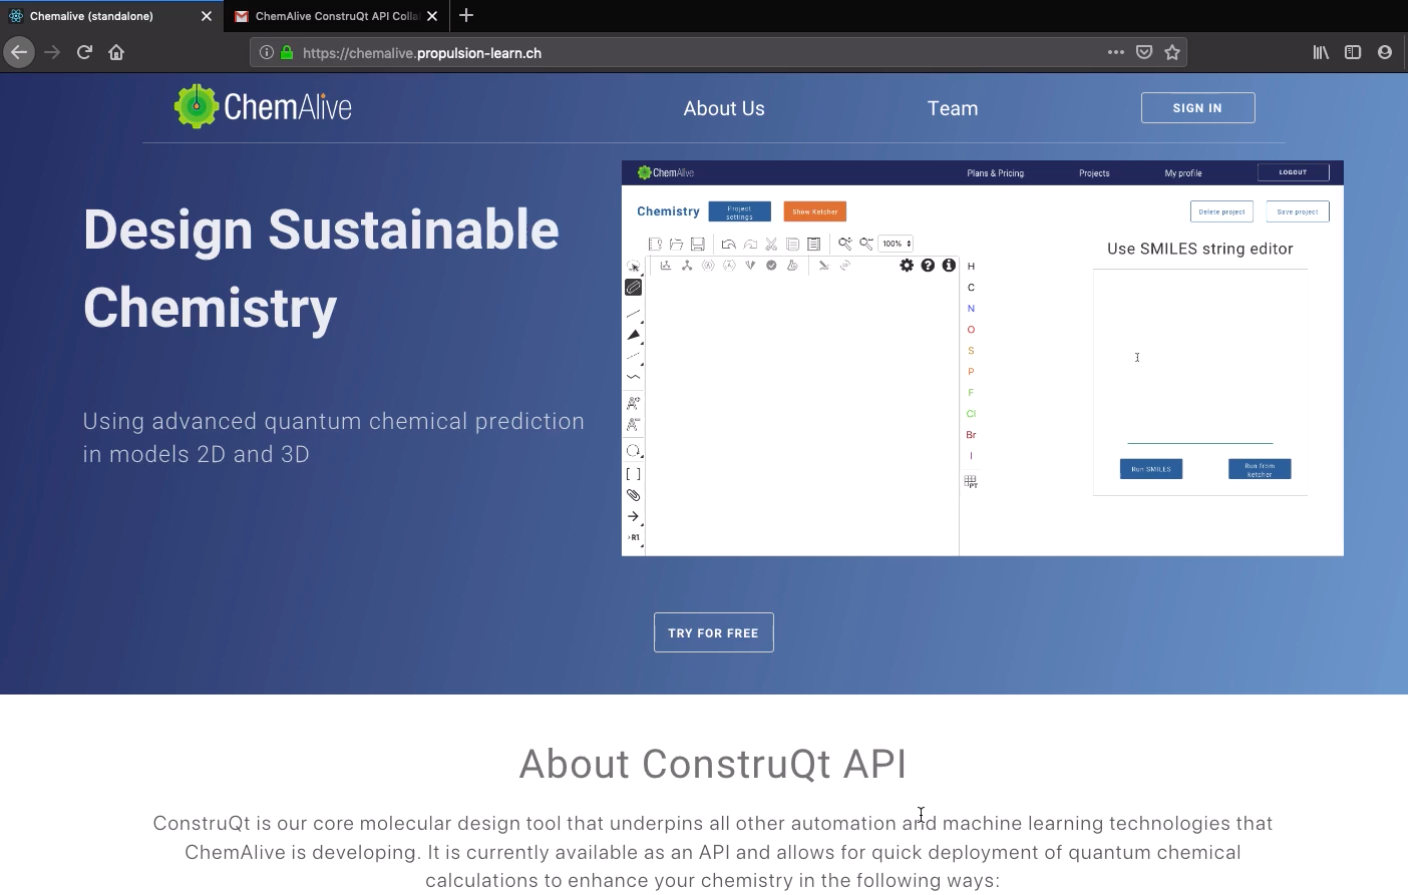 Chemalive (standalone)
ChemAlive ConstruQt API Colla
https://chemalive.propulsion-learn.ch
ChemAlive
About Us
Team
SIGN IN
Design Sustainable
Chemistry
Using advanced quantum chemical prediction
in models 2D and 3D
ChemAlive
Plans & Pricing
Projects
My profile
LOGOUT
Chemistry
Project
settings
Show Ketcher
Delete project
Save project
100%
Use SMILES string editor
H
C
N
O
S
P
F
Cl
Br
I
PT
R1
Run SMILES
Run from
ketcher
TRY FOR FREE
About ConstruQt API
ConstruQt is our core molecular design tool that underpins all other automation and machine learning technologies that
ChemAlive is developing. It is currently available as an API and allows for quick deployment of quantum chemical
calculations to enhance your chemistry in the following ways: